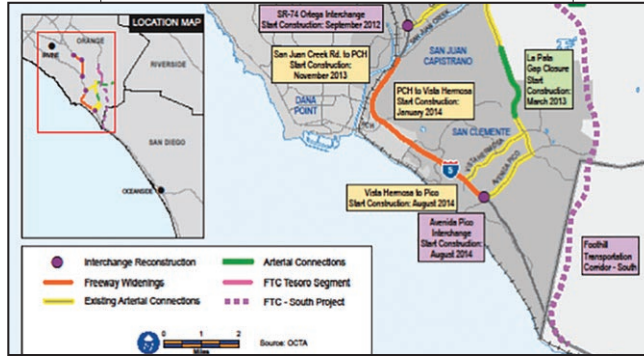 LOCATION MAP
ORANGE
IRVINE
RIVERSIDE
SAN DIEGO
OCEANSIDE
SR-74 Ortega Interchange
Start Construction: September 2012
San Juan Creek Rd. to PCH
Start Construction:
November 2013
SAN JUAN
CAPISTRANO
La Pata
Gap Closure
Start
Construction:
March 2013
DANA
POINT
PCH
PCH to Vista Hermosa
Start Construction:
January 2014
SAN CLEMENTE
VISTA HERMOSA
AVENIDA PICO
5
Vista Hermosa to Pico
Start Construction: August 2014
Avenida Pico
Interchange
Start Construction:
August 2014
Foothill
Transportation
Corridor - South
Interchange Reconstruction
Arterial Connections
Freeway Widenings
FTC Tesoro Segment
Existing Arterial Connections
FTC - South Project
0 1 2
Miles
Source: OCTA